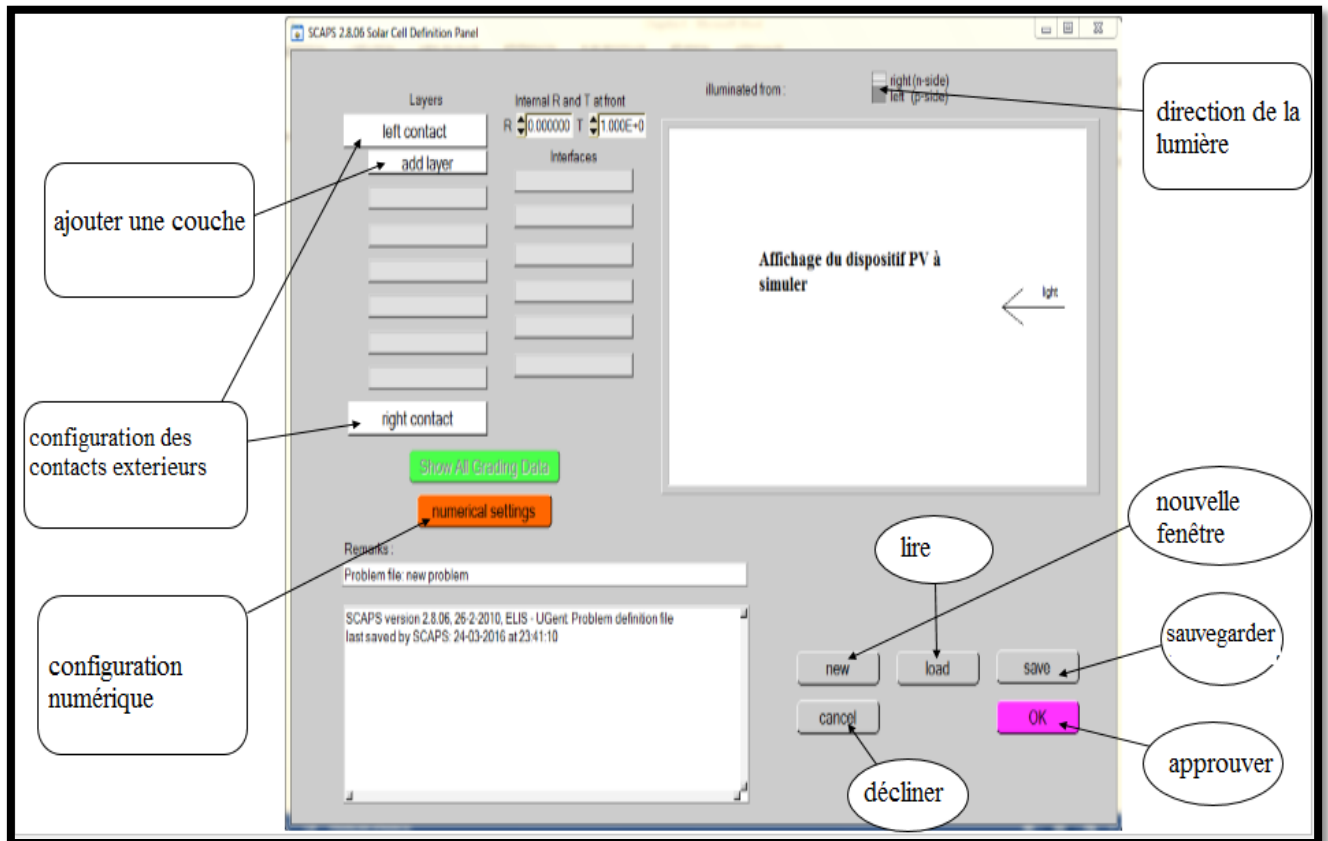 SCAPS 2.8.06 Solar Cell Definition Panel
illuminated from :
right (n-side)
left (p-side)
direction de la
lumière
Layers
Internal R and T at front
left contact
R 0.000000 T 1.000E+0
add layer
Interfaces
ajouter une couche
Affichage du dispositif PV à
simuler
light
right contact
configuration des
contacts exterieurs
Show All Grading Data
numerical settings
nouvelle
fenêtre
lire
Remarks :
Problem file: new problem
SCAPS version 2.8.06, 26-2-2010, ELIS - UGent: Problem definition file
last saved by SCAPS: 24-03-2016 at 23:41:10
configuration
numérique
sauvegarder
new
load
save
cancel
OK
approuver
décliner